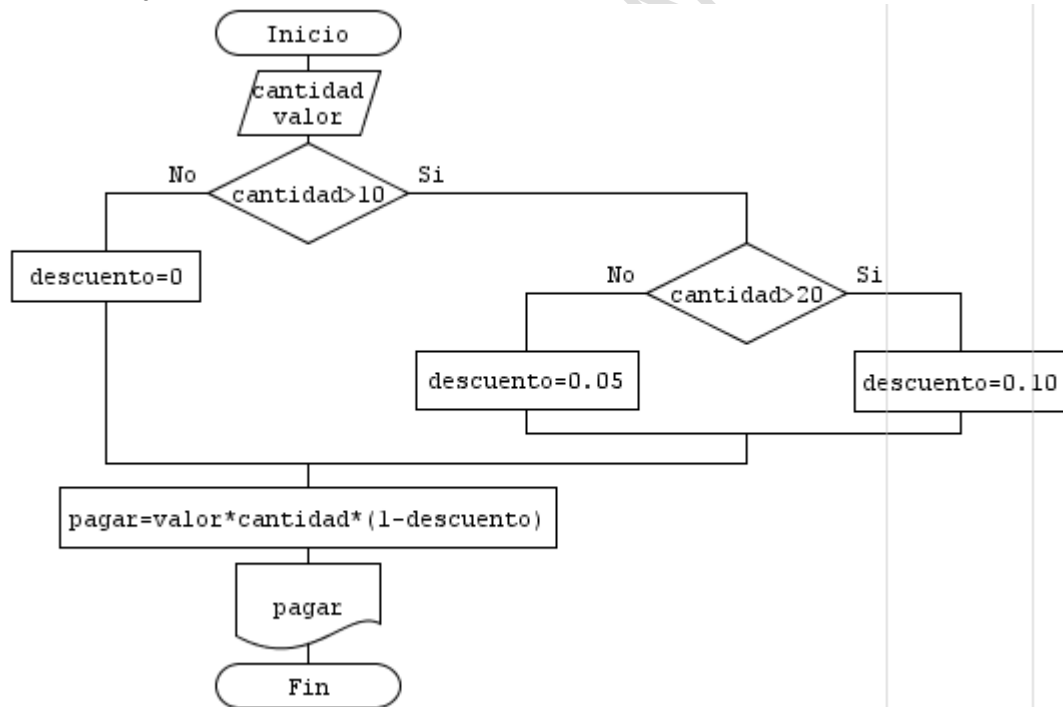 Inicio
cantidad
valor
No
Si
cantidad>10
descuento=0
No
Si
cantidad>20
descuento=0.05
descuento=0.10
pagar=valor*cantidad*(1-descuento)
pagar
Fin